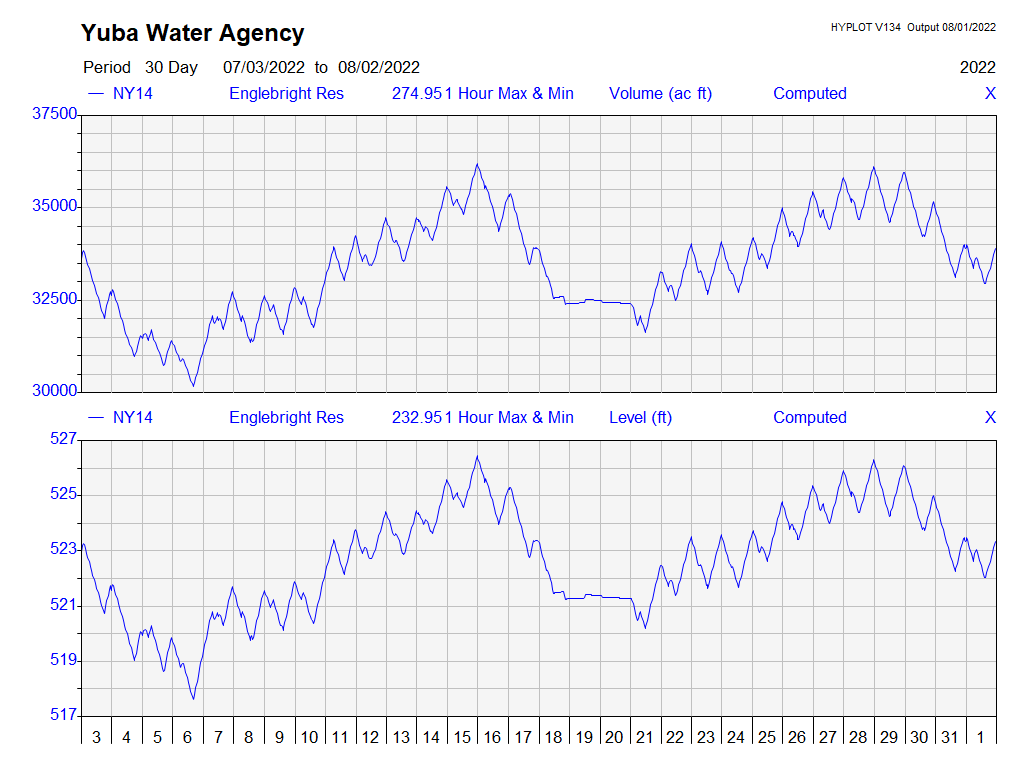 Yuba Water Agency
HYPLOT V134 Output 08/01/2022
Period 30 Day 07/03/2022 to 08/02/2022 2022
NY14 Englebright Res 274.951 Hour Max & Min Volume (ac ft) Computed X
37500
35000
32500
30000
NY14 Englebright Res 232.951 Hour Max & Min Level (ft) Computed X
527
525
523
521
519
517
3 4 5 6 7 8 9 10 11 12 13 14 15 16 17 18 19 20 21 22 23 24 25 26 27 28 29 30 31 1